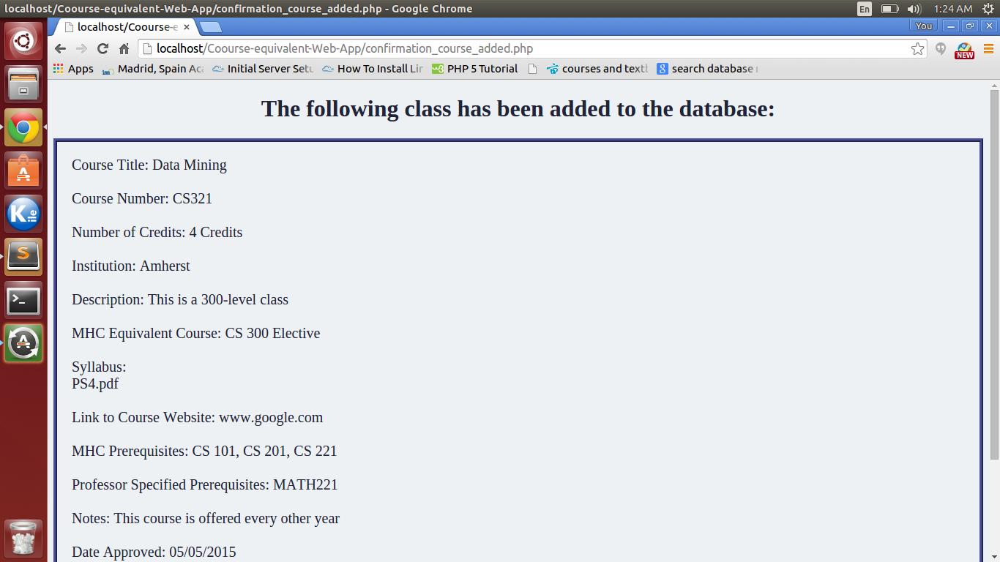 localhost/Coourse-equivalent-Web-App/confirmation_course_added.php - Google Chrome
En
1:24 AM
localhost/Coourse-e
You
localhost/Coourse-equivalent-Web-App/confirmation_course_added.php
NEW
Apps
Madrid, Spain Aca
Initial Server Setu
How To Install Lin
PHP 5 Tutorial
courses and textb
search database
The following class has been added to the database:
Course Title: Data Mining
Course Number: CS321
Number of Credits: 4 Credits
Institution: Amherst
Description: This is a 300-level class
MHC Equivalent Course: CS 300 Elective
Syllabus:
PS4.pdf
Link to Course Website: www.google.com
MHC Prerequisites: CS 101, CS 201, CS 221
Professor Specified Prerequisites: MATH221
Notes: This course is offered every other year
Date Approved: 05/05/2015